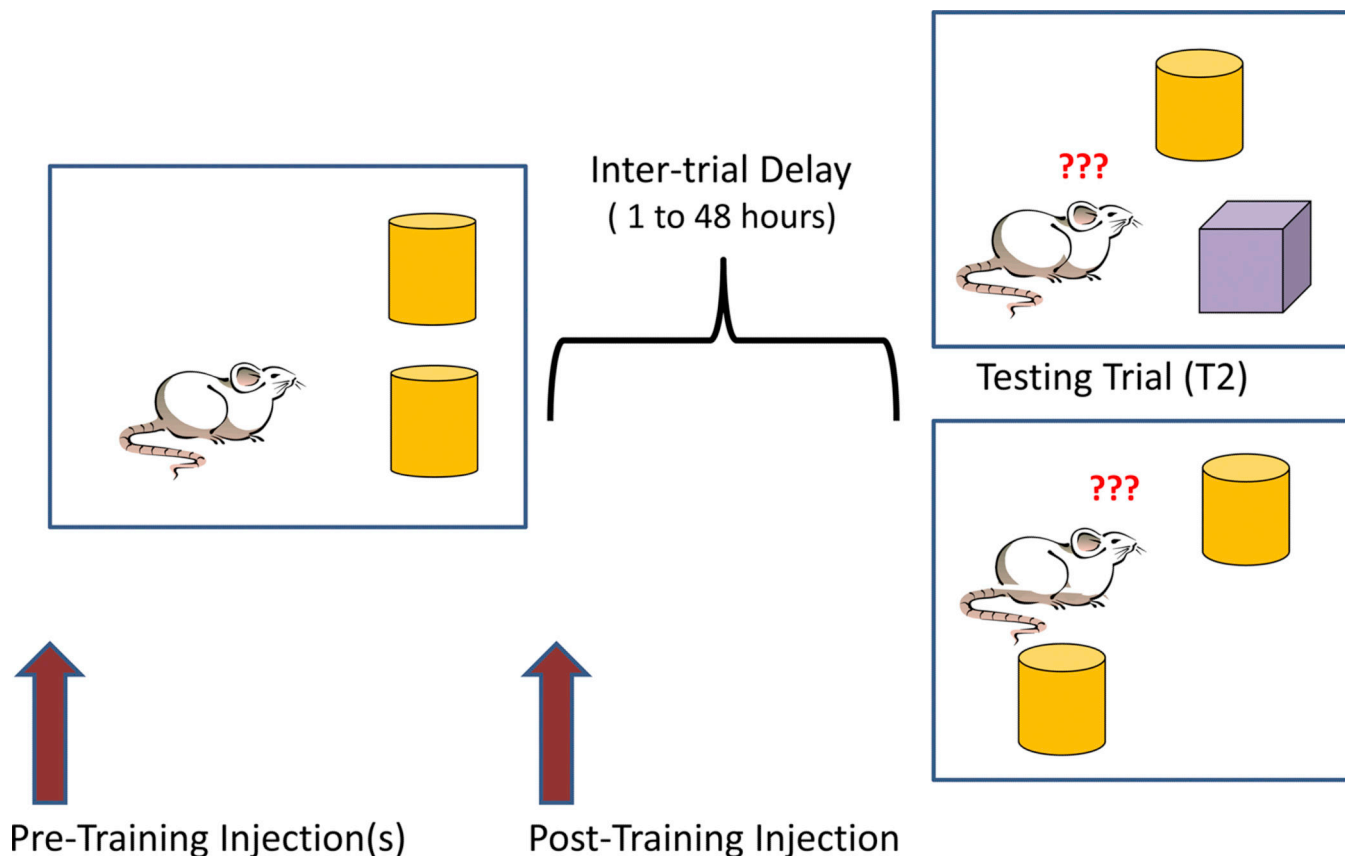 Inter-trial Delay
( 1 to 48 hours)
???
Testing Trial (T2)
???
Pre-Training Injection(s)
Post-Training Injection